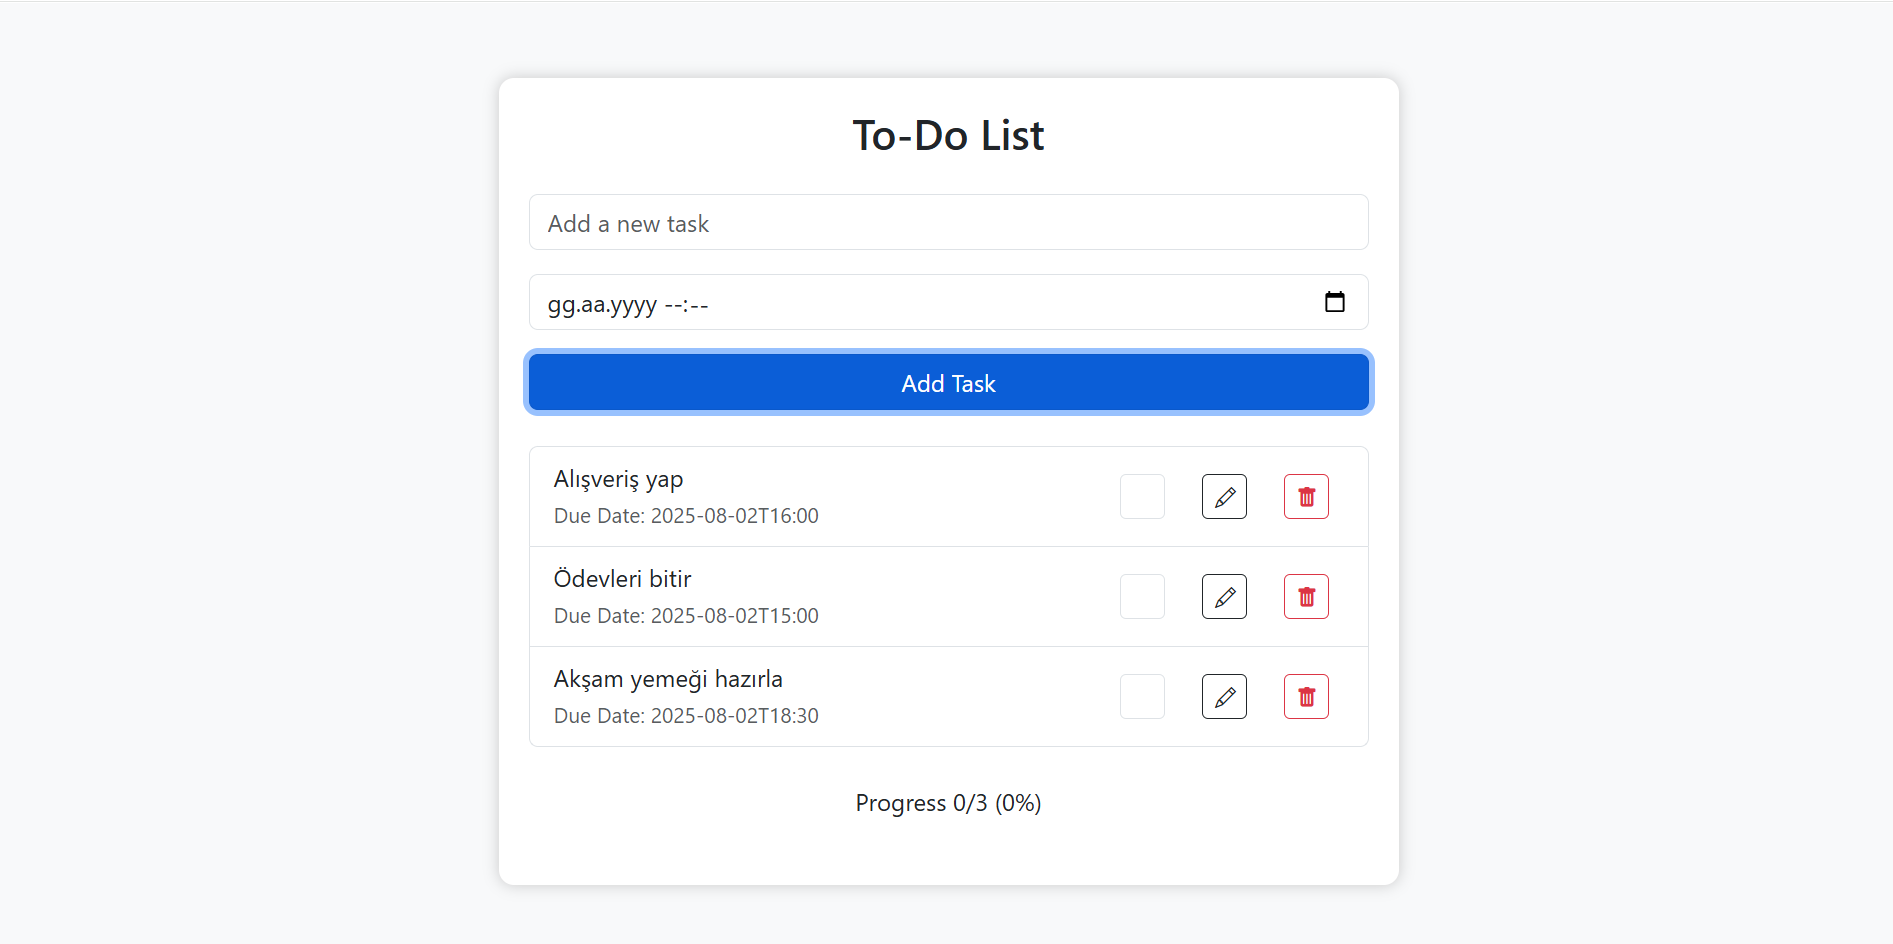 To-Do List
Add a new task
gg.aa.yyyy --:--
Add Task
Alışveriş yap
Due Date: 2025-08-02T16:00
Ödevleri bitir
Due Date: 2025-08-02T15:00
Akşam yemeği hazırla
Due Date: 2025-08-02T18:30
Progress 0/3 (0%)